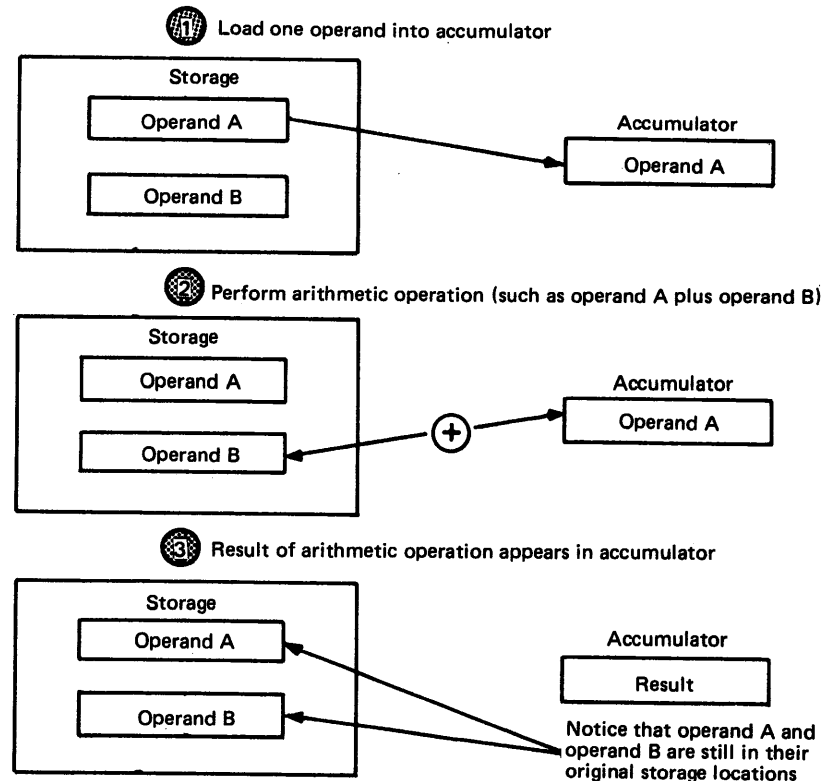 1 Load one operand into accumulator
Storage
Operand A
Accumulator
Operand A
Operand B
2 Perform arithmetic operation (such as operand A plus operand B)
Storage
Operand A
Accumulator
Operand A
+
Operand B
3 Result of arithmetic operation appears in accumulator
Storage
Operand A
Accumulator
Result
Operand B
Notice that operand A and
operand B are still in their
original storage locations